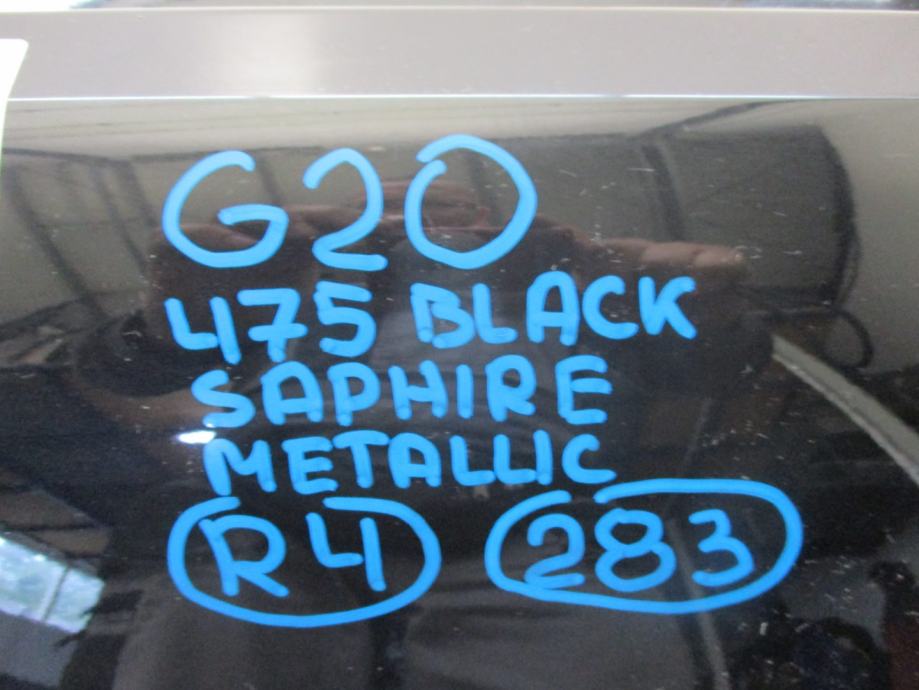 G20
475 BLACK
SAPHIRE
METALLIC
R4 283